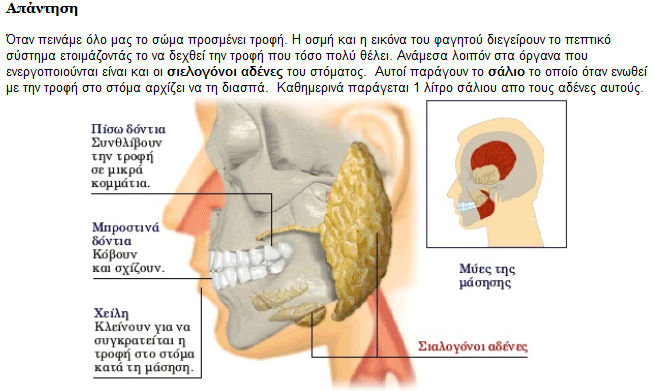 Απάντηση
Όταν πεινάμε όλο μας το σώμα προσμένει τροφή. Η οσμή και η εικόνα του φαγητού διεγείρουν το πεπτικό
σύστημα ετοιμάζοντάς το να δεχθεί την τροφή που τόσο πολύ θέλει. Ανάμεσα λοιπόν στα όργανα που
ενεργοποιούνται είναι και οι σιελογόνοι αδένες του στόματος. Αυτοί παράγουν το σάλιο το οποίο όταν ενωθεί
με την τροφή στο στόμα αρχίζει να τη διασπά. Καθημερινά παράγεται 1 λίτρο σάλιου απο τους αδένες αυτούς.
Πίσω δόντια
Συνθλίβουν
την τροφή
σε μικρά
κομμάτια.
Μπροστινά
δόντια
Κόβουν
και σχίζουν.
Χείλη
Κλείνουν για να
συγκρατείται η
τροφή στο στόμα
κατά τη μάσηση.
Μύες της
μάσησης
Σιαλογόνοι αδένες